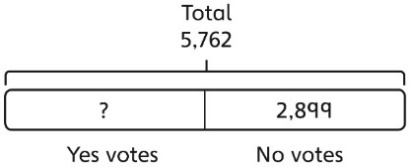 Total
5,762
? 2,899
Yes votes No votes